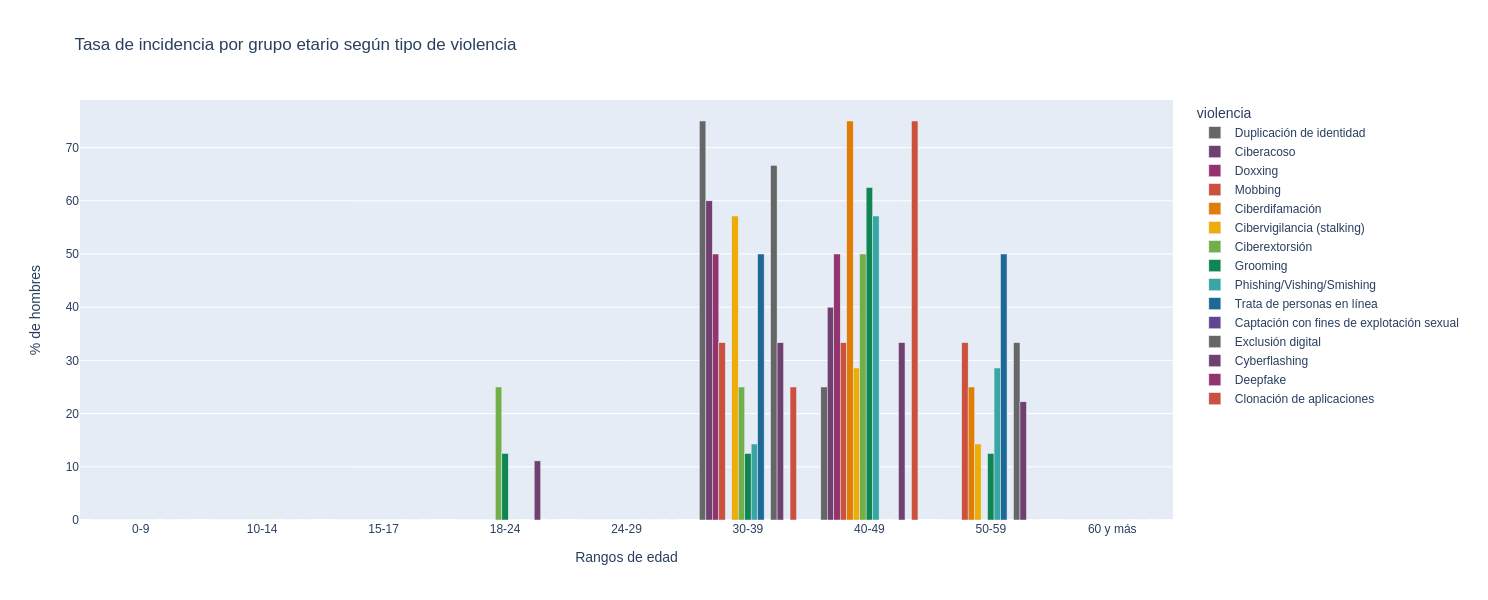 Tasa de incidencia por grupo etario según tipo de violencia
% de hombres
70
60
50
40
30
20
10
0
0-9 10-14 15-17 18-24 24-29 30-39 40-49 50-59 60 y más
Rangos de edad
violencia
Duplicación de identidad
Ciberacoso
Doxxing
Mobbing
Ciberdifamación
Cibervigilancia (stalking)
Ciberextorsión
Grooming
Phishing/Vishing/Smishing
Trata de personas en línea
Captación con fines de explotación sexual
Exclusión digital
Cyberflashing
Deepfake
Clonación de aplicaciones